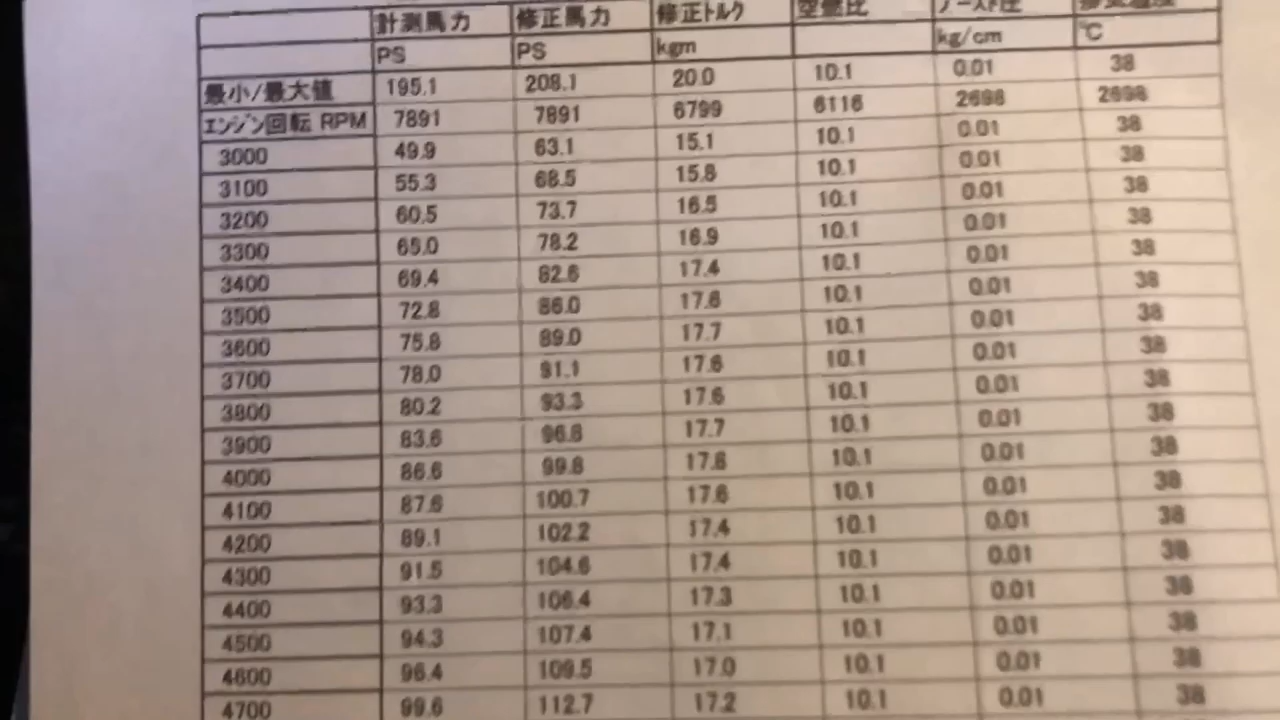 計測馬力 修正馬力 修正トルク 空燃比 ブースト圧
PS PS kgm kg/cm ℃
最小/最大値 195.1 208.1 20.0 10.1 0.01 38
エンジン回転 RPM 7891 7891 6799 6116 2698 2698
3000 49.9 63.1 15.1 10.1 0.01 38
3100 55.3 68.5 15.8 10.1 0.01 38
3200 60.5 73.7 16.5 10.1 0.01 38
3300 65.0 78.2 16.9 10.1 0.01 38
3400 69.4 82.6 17.4 10.1 0.01 38
3500 72.8 86.0 17.6 10.1 0.01 38
3600 75.8 89.0 17.7 10.1 0.01 38
3700 78.0 91.1 17.6 10.1 0.01 38
3800 80.2 93.3 17.6 10.1 0.01 38
3900 83.6 96.8 17.7 10.1 0.01 38
4000 86.6 99.8 17.8 10.1 0.01 38
4100 87.6 100.7 17.6 10.1 0.01 38
4200 89.1 102.2 17.4 10.1 0.01 38
4300 91.5 104.6 17.4 10.1 0.01 38
4400 93.3 106.4 17.3 10.1 0.01 38
4500 94.3 107.4 17.1 10.1 0.01 38
4600 96.4 109.5 17.0 10.1 0.01 38
4700 99.6 112.7 17.2 10.1 0.01 38